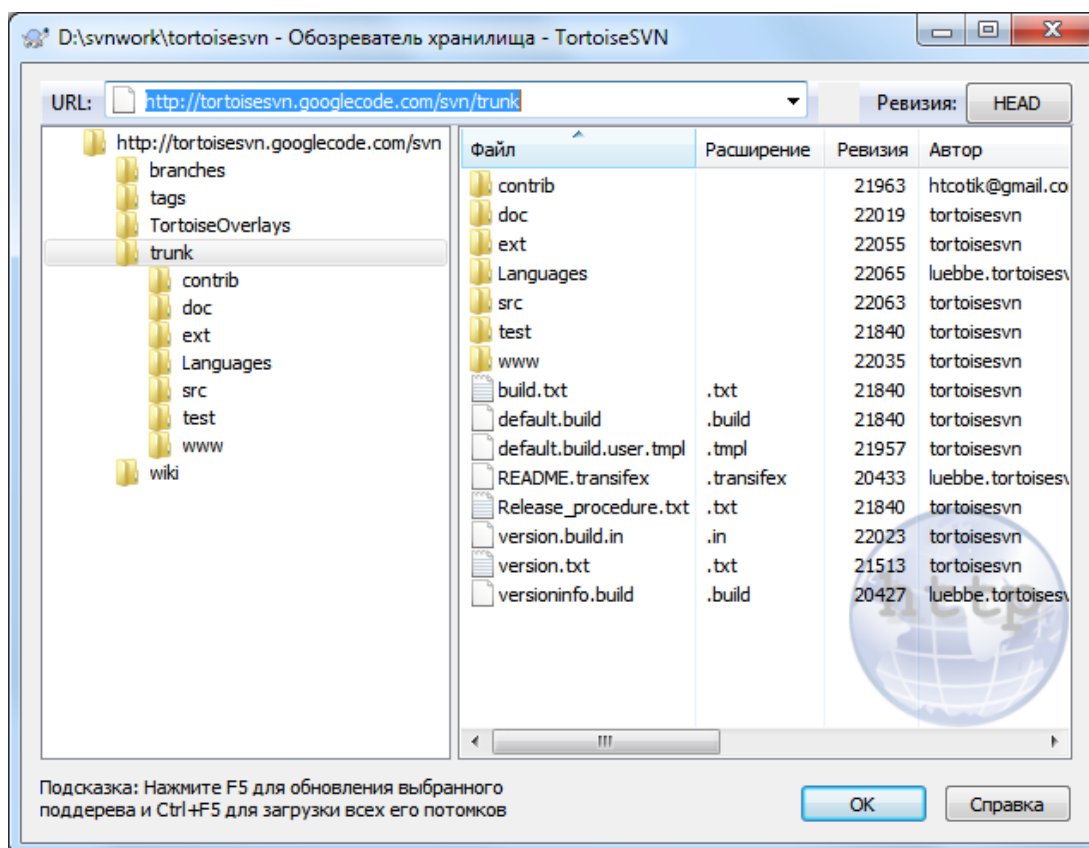 D:\svnwork\tortoisesvn - Обозреватель хранилища - TortoiseSVN
URL: http://tortoisesvn.googlecode.com/svn/trunk Ревизия: HEAD
http://tortoisesvn.googlecode.com/svn
branches
tags
TortoiseOverlays
trunk
contrib
doc
ext
Languages
src
test
www
wiki
Файл Расширение Ревизия Автор
contrib 21963 htcotik@gmail.co
doc 22019 tortoisesvn
ext 22055 tortoisesvn
Languages 22065 luebbe.tortoisesv
src 22063 tortoisesvn
test 21840 tortoisesvn
www 22035 tortoisesvn
build.txt .txt 21840 tortoisesvn
default.build .build 21840 tortoisesvn
default.build.user.tmpl .tmpl 21957 tortoisesvn
README.transifex .transifex 20433 luebbe.tortoisesv
Release_procedure.txt .txt 21840 tortoisesvn
version.build.in .in 22023 tortoisesvn
version.txt .txt 21513 tortoisesvn
versioninfo.build .build 20427 luebbe.tortoisesv
http
Подсказка: Нажмите F5 для обновления выбранного
поддерева и Ctrl+F5 для загрузки всех его потомков
OK Справка